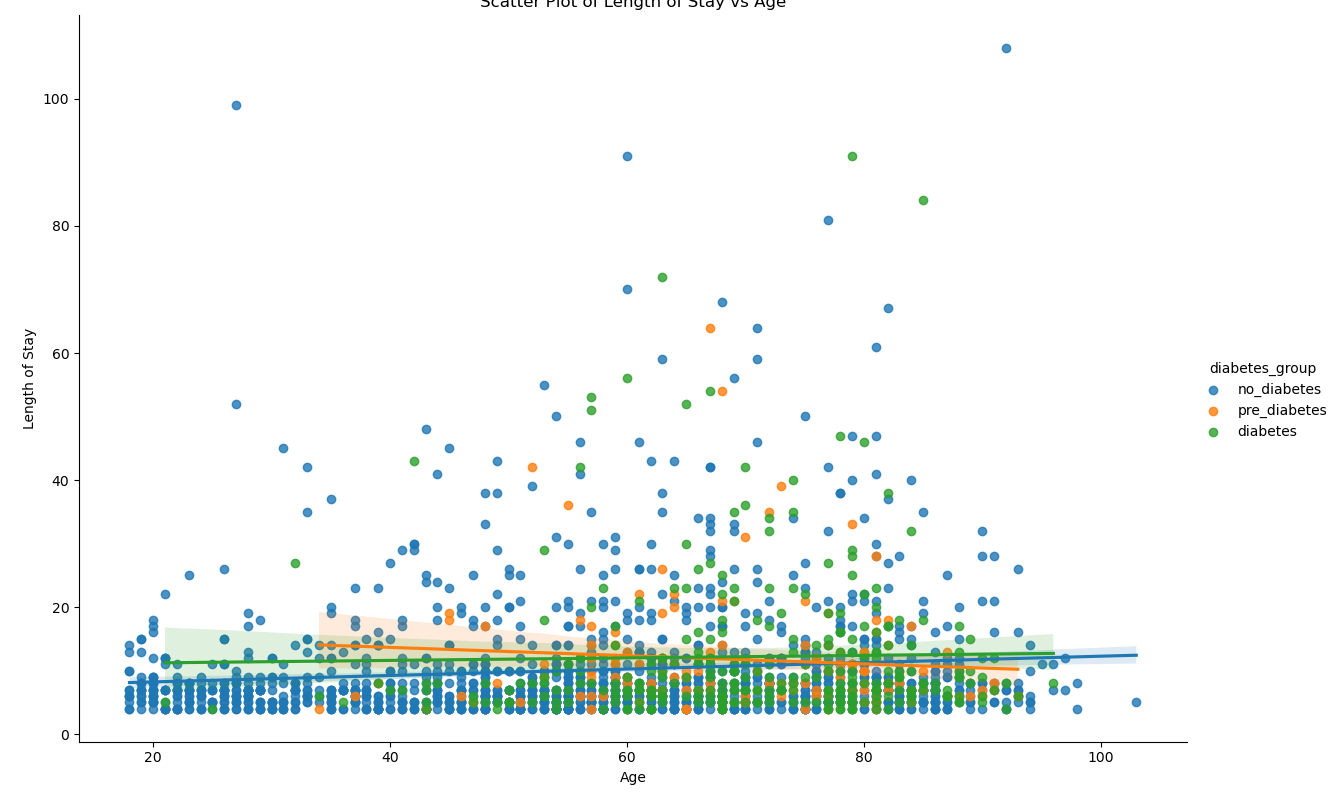 Scatter Plot of Length of Stay vs Age
100
80
60
40
20
0
Length of Stay
20
40
60
80
100
Age
diabetes_group
no_diabetes
pre_diabetes
diabetes